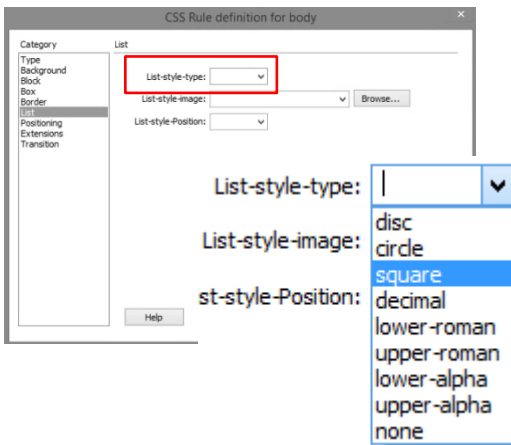 CSS Rule definition for body
×
Category
List
Type
Background
Block
Box
Border
List
Positioning
Extensions
Transition
List-style-type:
List-style-image:
Browse...
List-style-Position:
Help
List-style-type:
List-style-image:
st-style-Position:
disc
circle
square
decimal
lower-roman
upper-roman
lower-alpha
upper-alpha
none